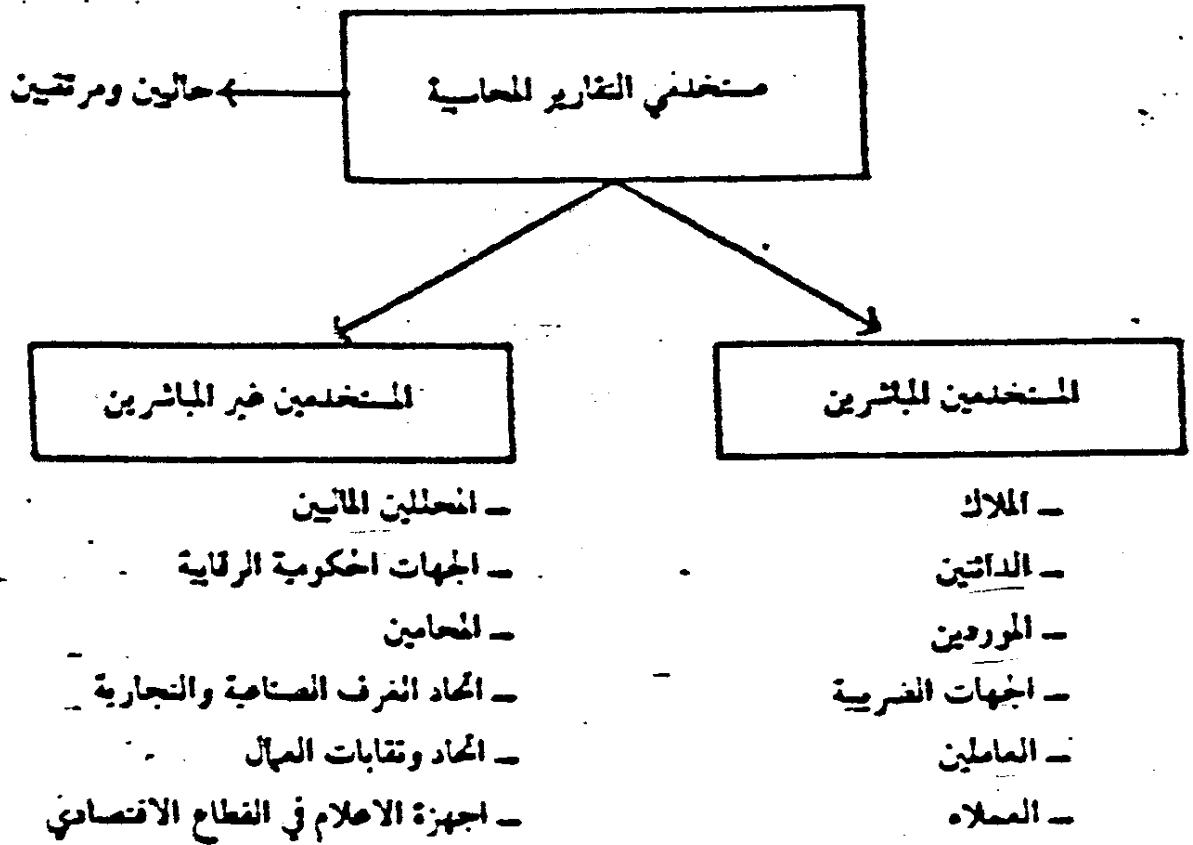 مستخدمي التقارير المحاسبية
حاليين ومرتقبين
المستخدمين المباشرين
– الملاك
– الدائنين
– الموردين
– الجهات الضريبية
– العاملين
– العملاء
المستخدمين غير المباشرين
– المحللين الماليين
– الجهات الحكومية الرقابية
– المحامين
– اتحاد الغرف الصناعية والتجارية
– اتحاد ونقابات العمال
– اجهزة الاعلام في القطاع الاقتصادي